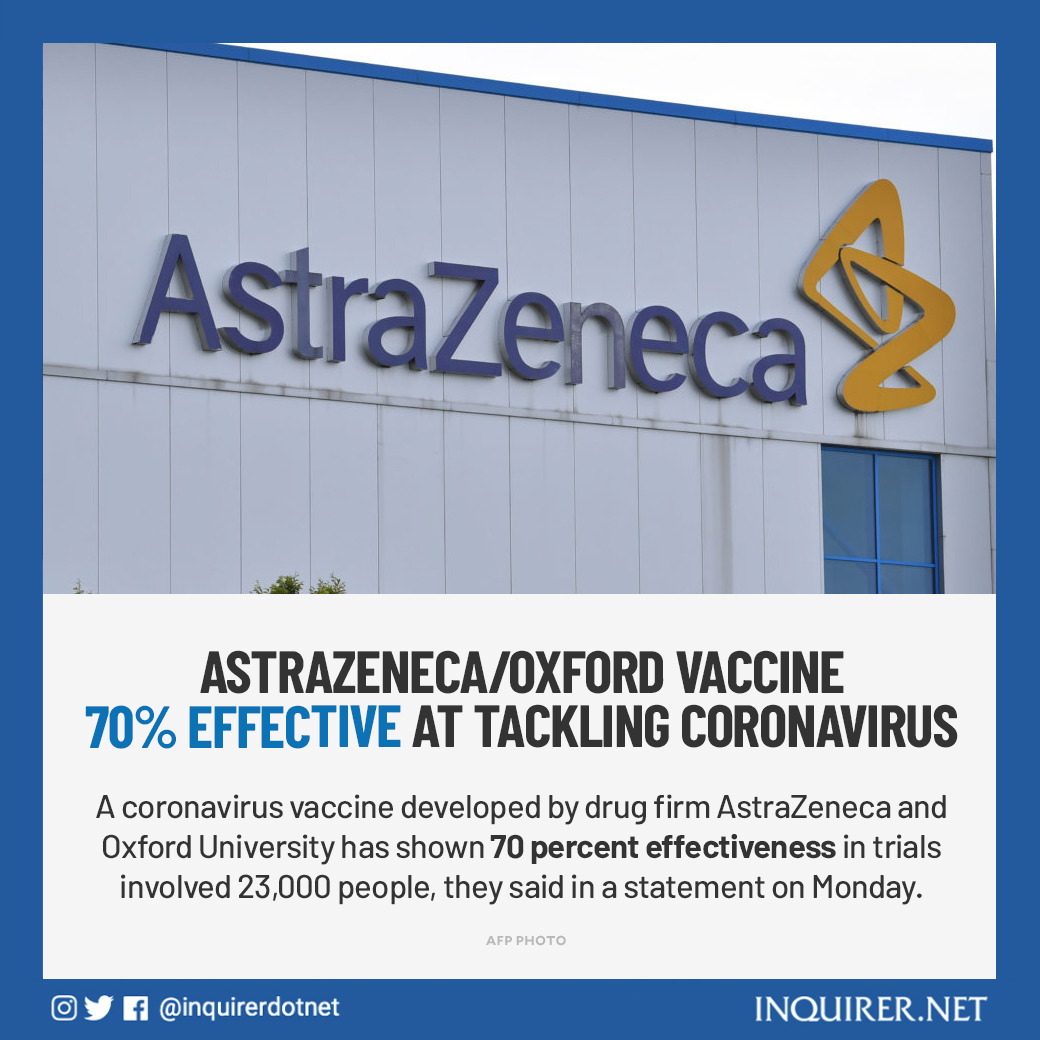 AstraZeneca
ASTRAZENECA/OXFORD VACCINE
70% EFFECTIVE AT TACKLING CORONAVIRUS
A coronavirus vaccine developed by drug firm AstraZeneca and
Oxford University has shown 70 percent effectiveness in trials
involved 23,000 people, they said in a statement on Monday.
AFP PHOTO
@inquirerdotnet
INQUIRER.NET